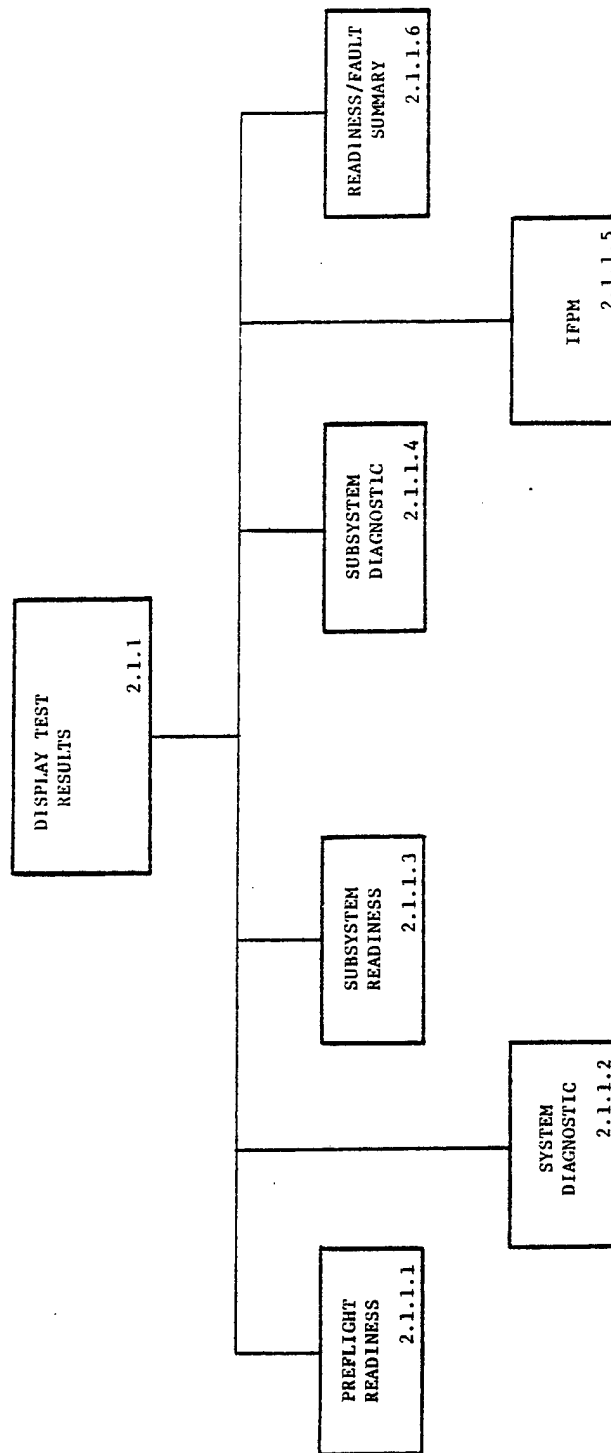 DISPLAY TEST
RESULTS
2.1.1
PREFLIGHT
READINESS
2.1.1.1
SYSTEM
DIAGNOSTIC
2.1.1.2
SUBSYSTEM
READINESS
2.1.1.3
SUBSYSTEM
DIAGNOSTIC
2.1.1.4
IFPM
2.1.1.5
READINESS/FAULT
SUMMARY
2.1.1.6